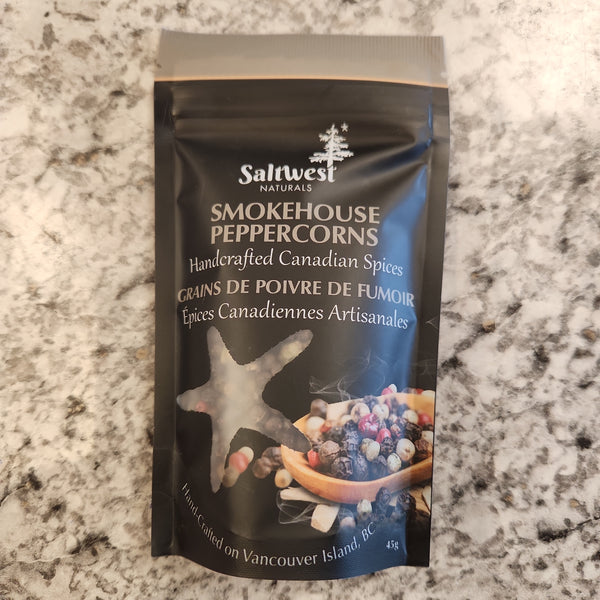 Saltwest
NATURALS
SMOKEHOUSE
PEPPERCORNS
Handcrafted Canadian Spices
GRAINS DE POIVRE DE FUMOIR
Épices Canadiennes Artisanales
Hand-Crafted on Vancouver Island, BC
45g